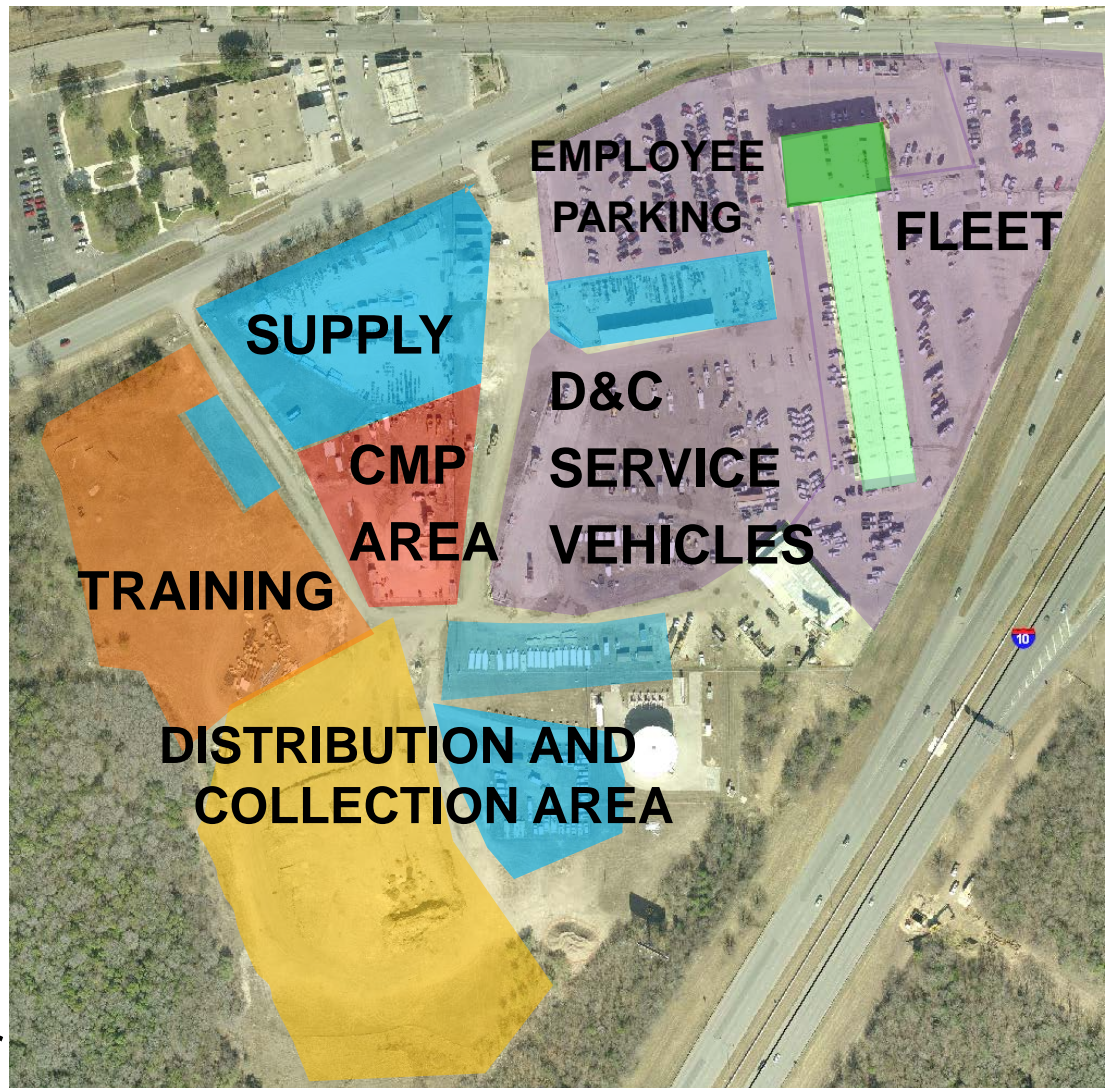 EMPLOYEE
PARKING
FLEET
SUPPLY
D&C
SERVICE
VEHICLES
CMP
AREA
TRAINING
10
DISTRIBUTION AND
COLLECTION AREA